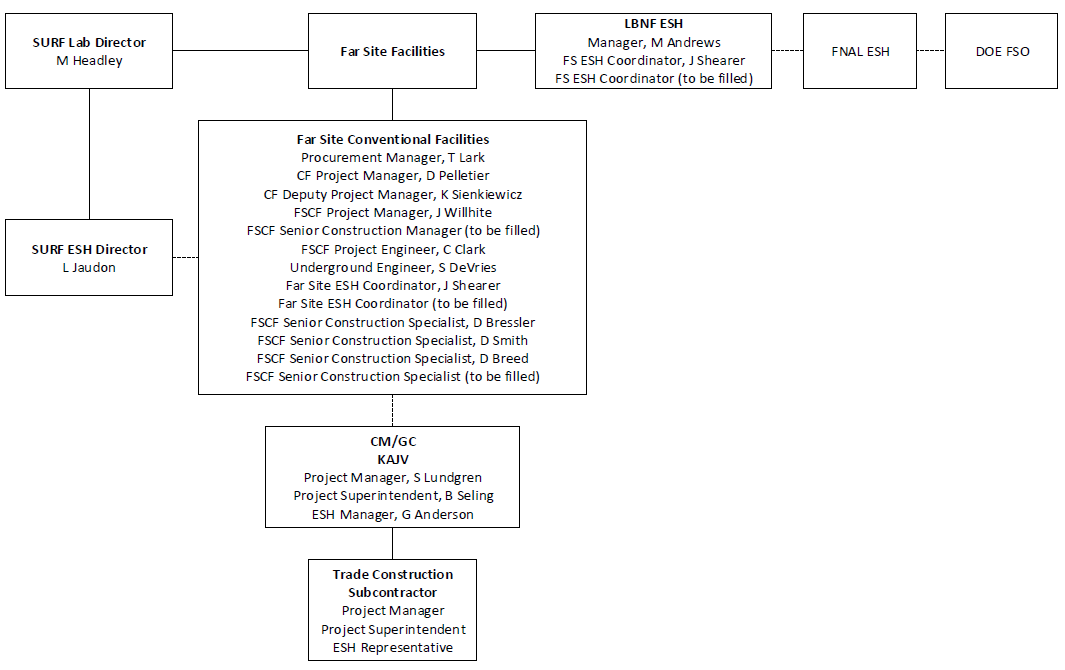 SURF Lab Director
M Headley
Far Site Facilities
LBNF ESH
Manager, M Andrews
FS ESH Coordinator, J Shearer
FS ESH Coordinator (to be filled)
FNAL ESH
DOE FSO
Far Site Conventional Facilities
Procurement Manager, T Lark
CF Project Manager, D Pelletier
CF Deputy Project Manager, K Sienkiewicz
FSCF Project Manager, J Willhite
FSCF Senior Construction Manager (to be filled)
FSCF Project Engineer, C Clark
Underground Engineer, S DeVries
Far Site ESH Coordinator, J Shearer
Far Site ESH Coordinator (to be filled)
FSCF Senior Construction Specialist, D Bressler
FSCF Senior Construction Specialist, D Smith
FSCF Senior Construction Specialist, D Breed
FSCF Senior Construction Specialist (to be filled)
SURF ESH Director
L Jaudon
CM/GC
KAJV
Project Manager, S Lundgren
Project Superintendent, B Seling
ESH Manager, G Anderson
Trade Construction
Subcontractor
Project Manager
Project Superintendent
ESH Representative